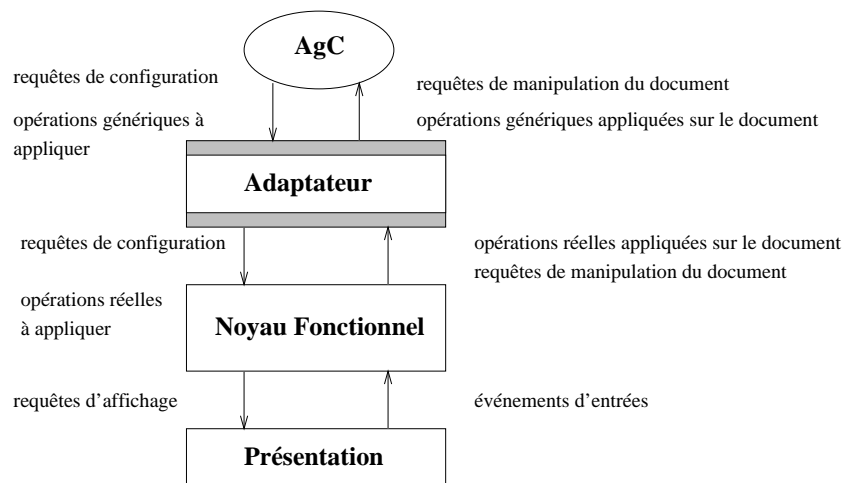 AgC
requêtes de configuration
requêtes de manipulation du document
opérations génériques à
appliquer
opérations génériques appliquées sur le document
Adaptateur
requêtes de configuration
opérations réelles appliquées sur le document
requêtes de manipulation du document
opérations réelles
à appliquer
Noyau Fonctionnel
requêtes d'affichage
événements d'entrées
Présentation